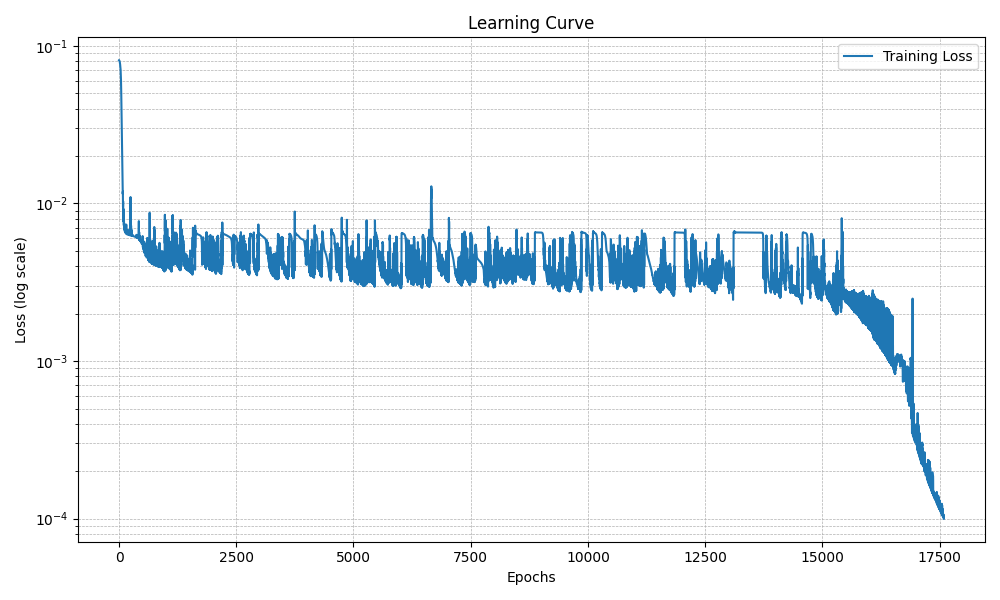 Learning Curve
Training Loss
Loss (log scale)
10⁻¹
10⁻²
10⁻³
10⁻⁴
0 2500 5000 7500 10000 12500 15000 17500
Epochs